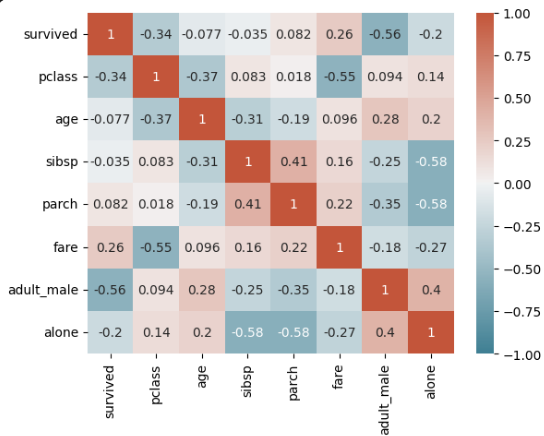 survived 1 -0.34 -0.077 -0.035 0.082 0.26 -0.56 -0.2
pclass -0.34 1 -0.37 0.083 0.018 -0.55 0.094 0.14
age -0.077 -0.37 1 -0.31 -0.19 0.096 0.28 0.2
sibsp -0.035 0.083 -0.31 1 0.41 0.16 -0.25 -0.58
parch 0.082 0.018 -0.19 0.41 1 0.22 -0.35 -0.58
fare 0.26 -0.55 0.096 0.16 0.22 1 -0.18 -0.27
adult_male -0.56 0.094 0.28 -0.25 -0.35 -0.18 1 0.4
alone -0.2 0.14 0.2 -0.58 -0.58 -0.27 0.4 1
survived pclass age sibsp parch fare adult_male alone
1.00
0.75
0.50
0.25
0.00
−0.25
−0.50
−0.75
−1.00